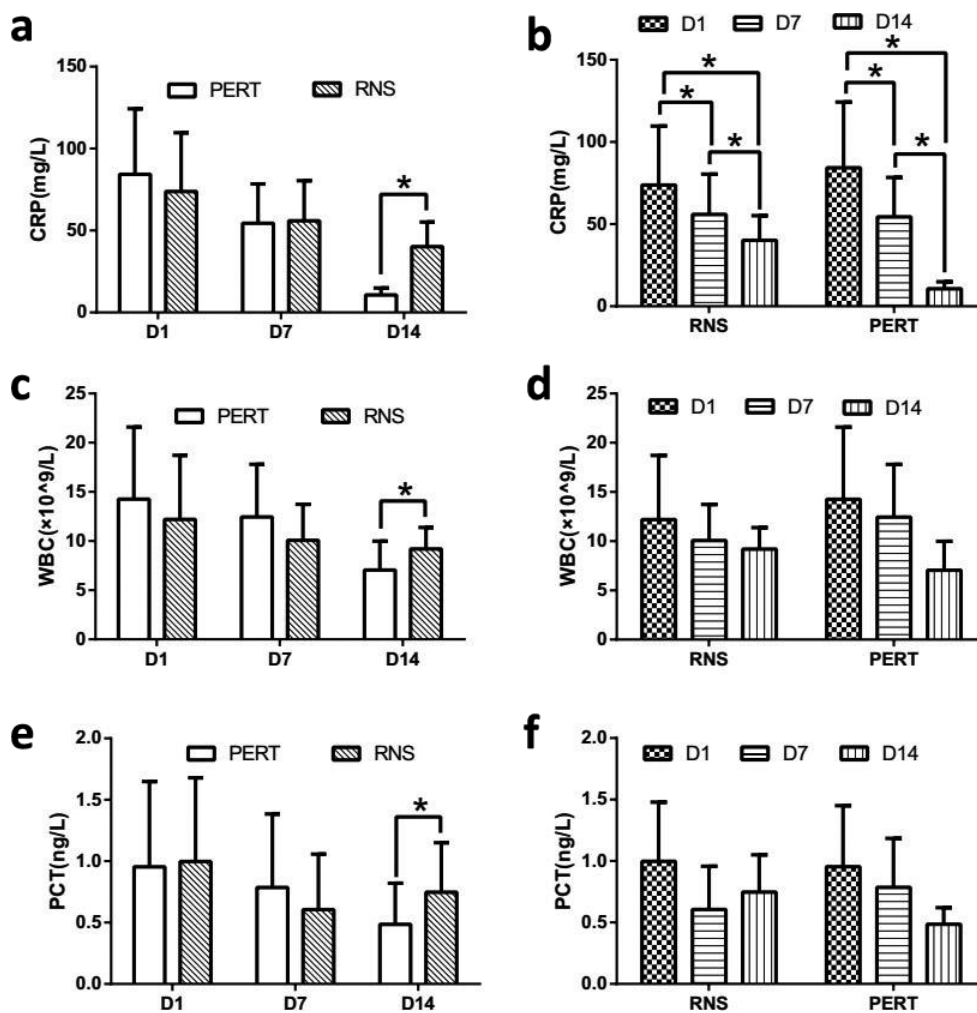 a
PERT RNS
CRP(mg/L)
150
100
50
0
*
D1 D7 D14
b
D1 D7 D14
CRP(mg/L)
150
100
50
0
* * *
* * *
RNS PERT
c
PERT RNS
WBC(×10^9/L)
25
20
15
10
5
0
*
D1 D7 D14
d
D1 D7 D14
WBC(×10^9/L)
25
20
15
10
5
0
RNS PERT
e
PERT RNS
PCT(ng/L)
2.0
1.5
1.0
0.5
0.0
*
D1 D7 D14
f
D1 D7 D14
PCT(ng/L)
2.0
1.5
1.0
0.5
0.0
RNS PERT